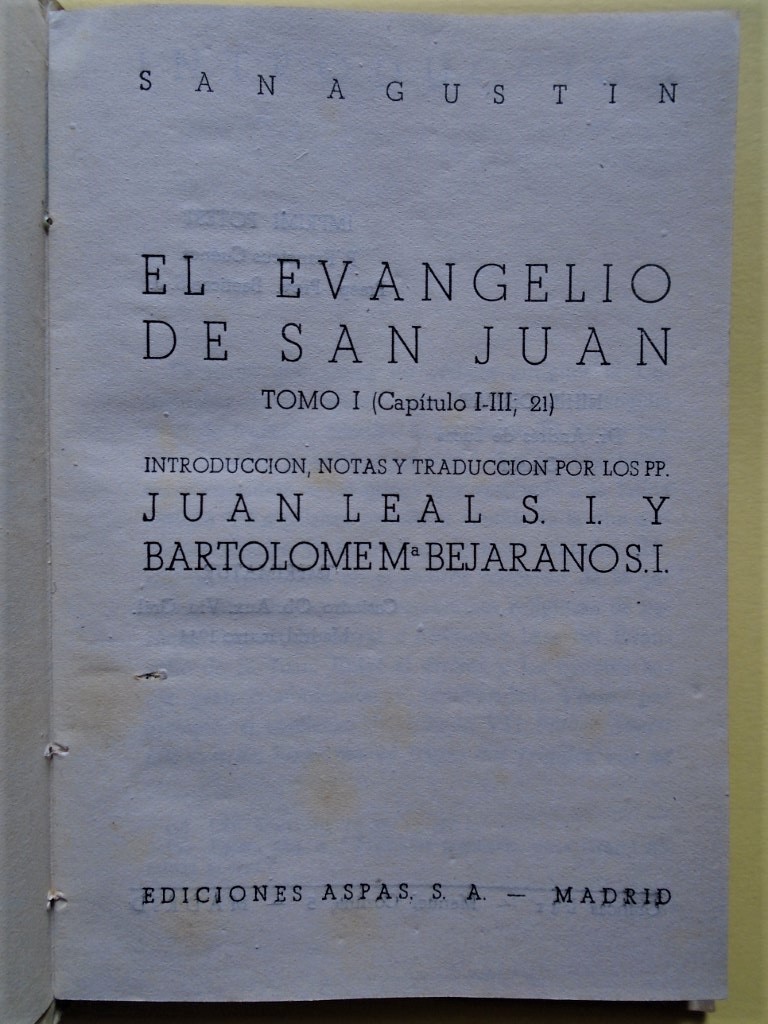 SAN AGUSTIN
EL EVANGELIO
DE SAN JUAN
TOMO I (Capítulo I-III, 21)
INTRODUCCION, NOTAS Y TRADUCCION POR LOS PP.
JUAN LEAL S. I. Y
BARTOLOME Mª BEJARANO S.I.
EDICIONES ASPAS. S. A. — MADRID